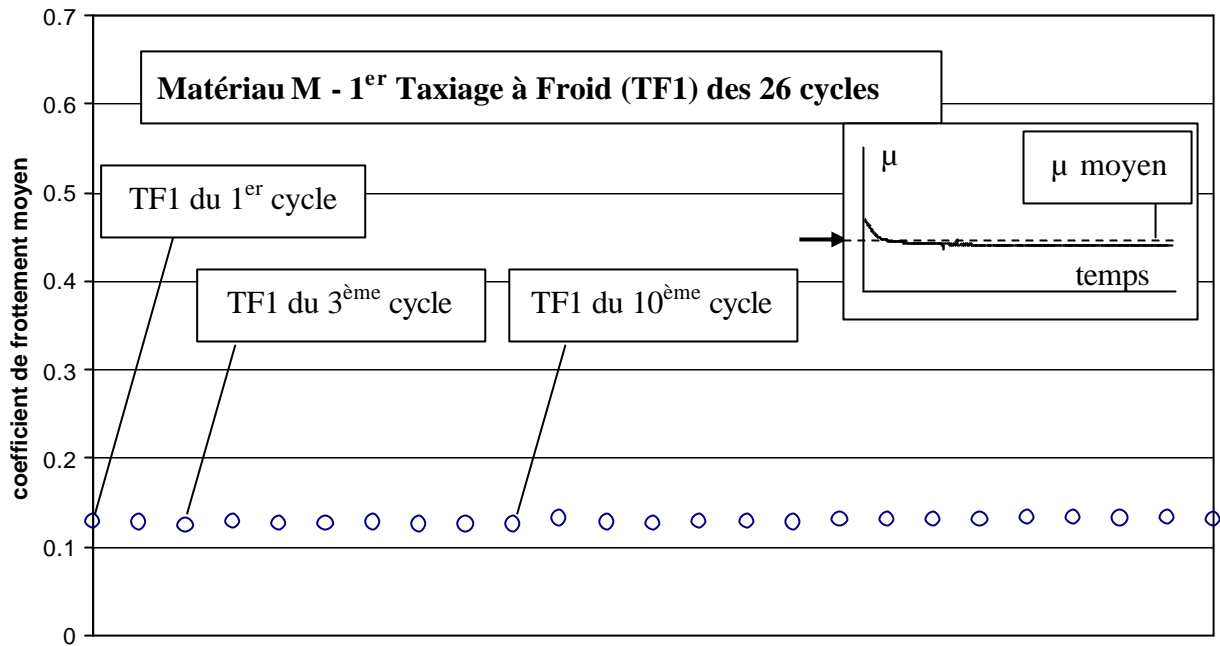 0.7
Matériau M - 1er Taxiage à Froid (TF1) des 26 cycles
0.6
µ
µ moyen
temps
0.5
TF1 du 1er cycle
0.4
TF1 du 3ème cycle
TF1 du 10ème cycle
0.3
0.2
0.1
0
coefficient de frottement moyen